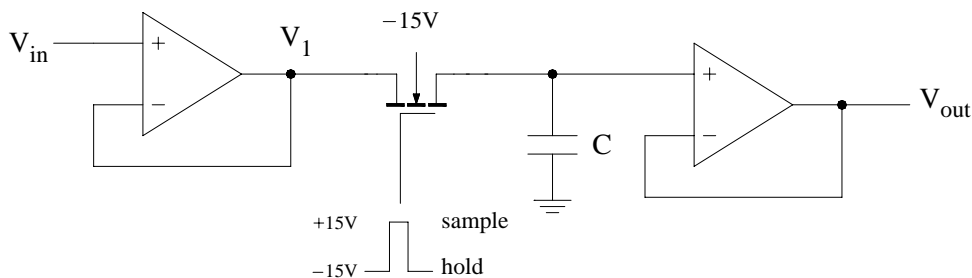 −15V
V_in
+
−
V_1
+
−
V_out
C
+15V
sample
−15V
hold